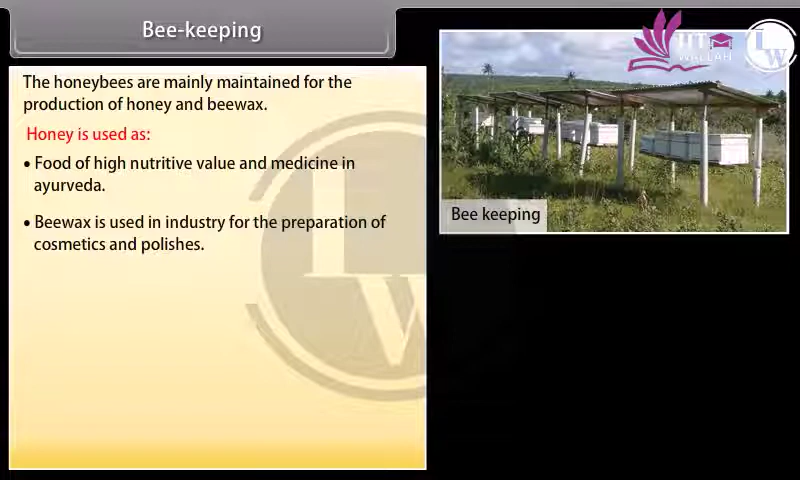 Bee-keeping
The honeybees are mainly maintained for the
production of honey and beewax.
Honey is used as:
• Food of high nutritive value and medicine in
ayurveda.
• Beewax is used in industry for the preparation of
cosmetics and polishes.
IIT
WALLAH
LW
Bee keeping
LW